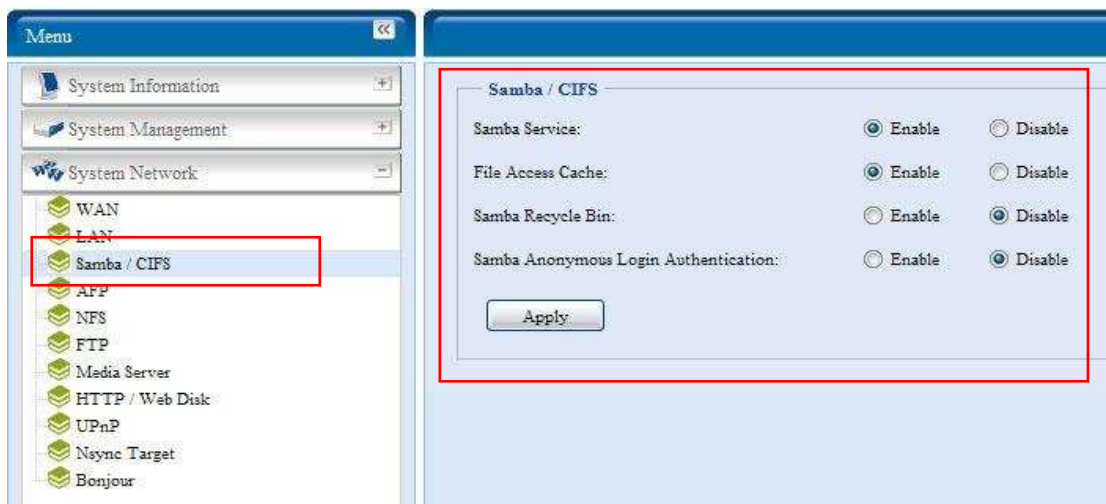 Menu
System Information
System Management
System Network
WAN
LAN
Samba / CIFS
AFP
NFS
FTP
Media Server
HTTP / Web Disk
UPnP
Nsync Target
Bonjour
Samba / CIFS
Samba Service: Enable Disable
File Access Cache: Enable Disable
Samba Recycle Bin: Enable Disable
Samba Anonymous Login Authentication: Enable Disable
Apply